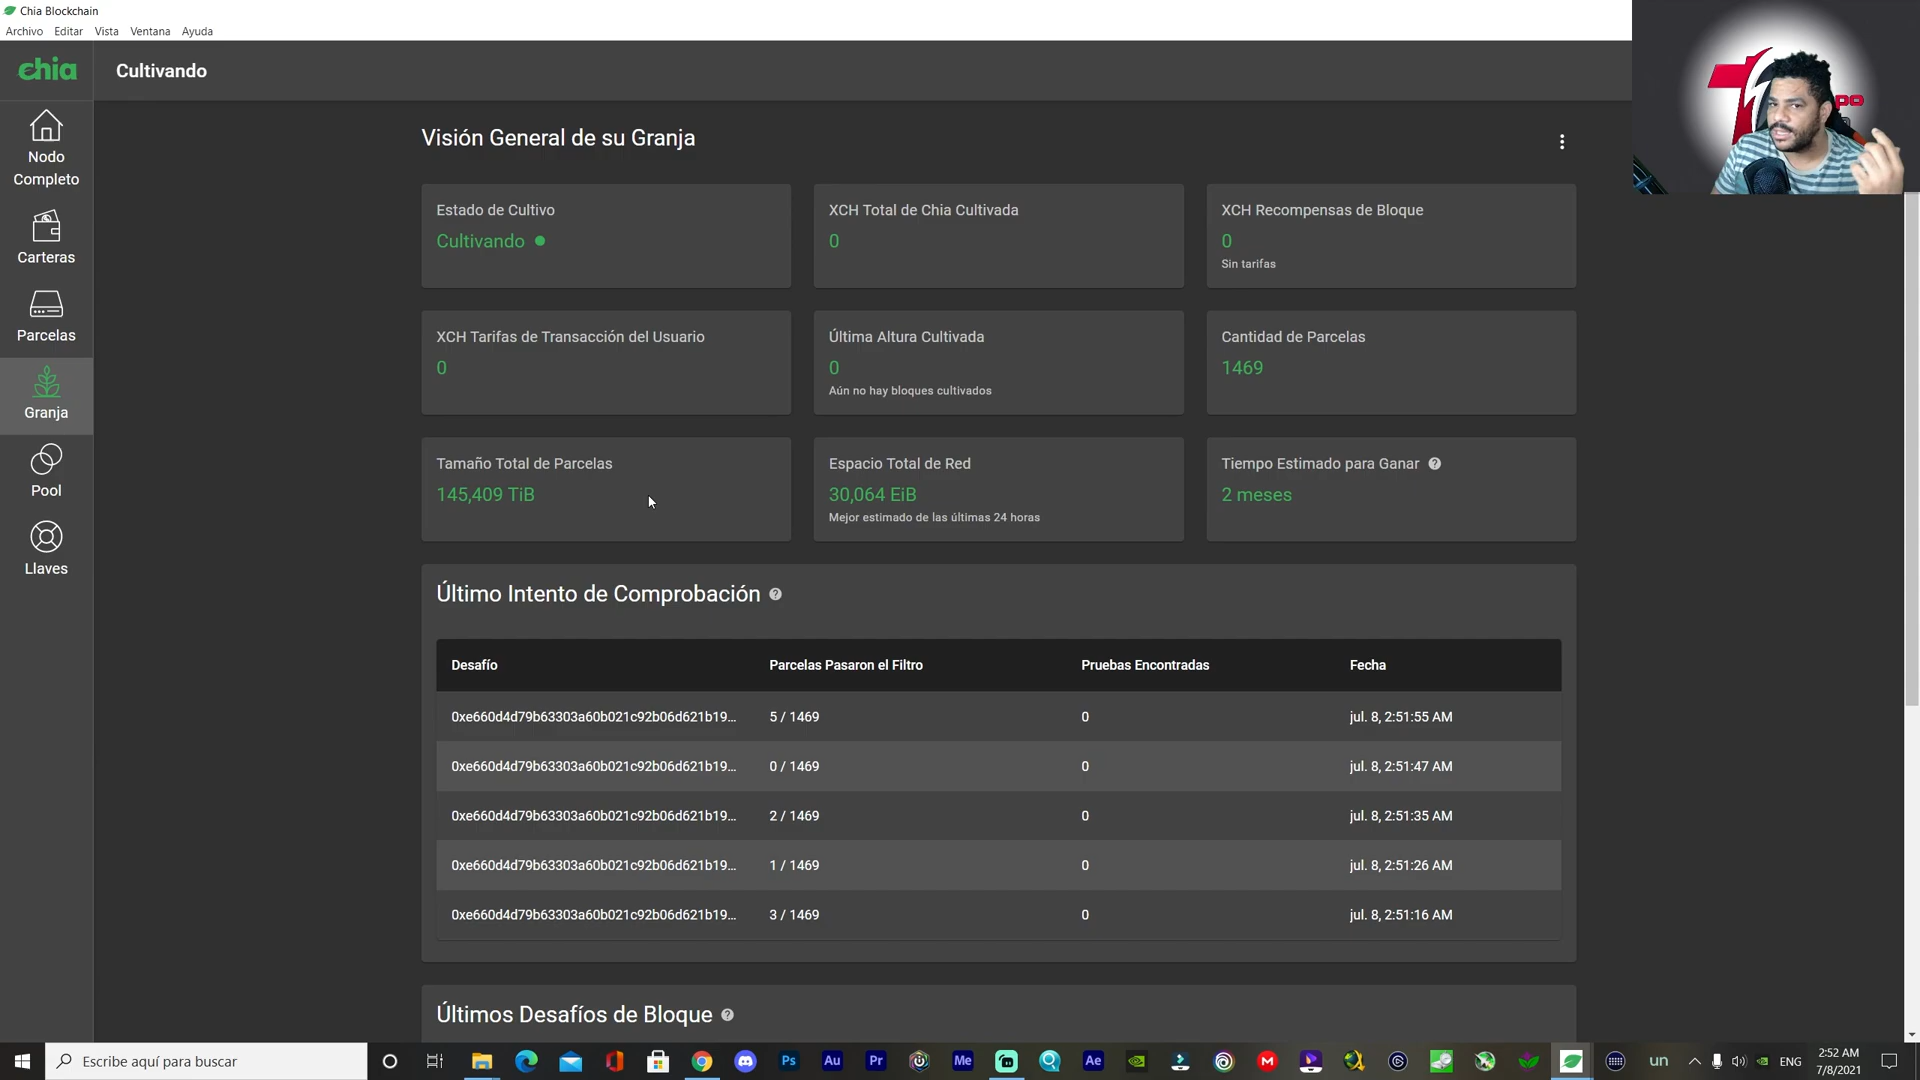 Chia Blockchain
Archivo Editar Vista Ventana Ayuda
chia
Cultivando
Nodo
Completo
Carteras
Parcelas
Granja
Pool
Llaves
Visión General de su Granja
Estado de Cultivo
Cultivando
XCH Total de Chia Cultivada
0
XCH Recompensas de Bloque
0
Sin tarifas
XCH Tarifas de Transacción del Usuario
0
Última Altura Cultivada
0
Aún no hay bloques cultivados
Cantidad de Parcelas
1469
Tamaño Total de Parcelas
145,409 TiB
Espacio Total de Red
30,064 EiB
Mejor estimado de las últimas 24 horas
Tiempo Estimado para Ganar
2 meses
Último Intento de Comprobación
Desafío Parcelas Pasaron el Filtro Pruebas Encontradas Fecha
0xe660d4d79b63303a60b021c92b06d621b19... 5 / 1469 0 jul. 8, 2:51:55 AM
0xe660d4d79b63303a60b021c92b06d621b19... 0 / 1469 0 jul. 8, 2:51:47 AM
0xe660d4d79b63303a60b021c92b06d621b19... 2 / 1469 0 jul. 8, 2:51:35 AM
0xe660d4d79b63303a60b021c92b06d621b19... 1 / 1469 0 jul. 8, 2:51:26 AM
0xe660d4d79b63303a60b021c92b06d621b19... 3 / 1469 0 jul. 8, 2:51:16 AM
Últimos Desafíos de Bloque
Escribe aquí para buscar
Ps Au Pr Me Ae
un
ENG
2:52 AM
7/8/2021